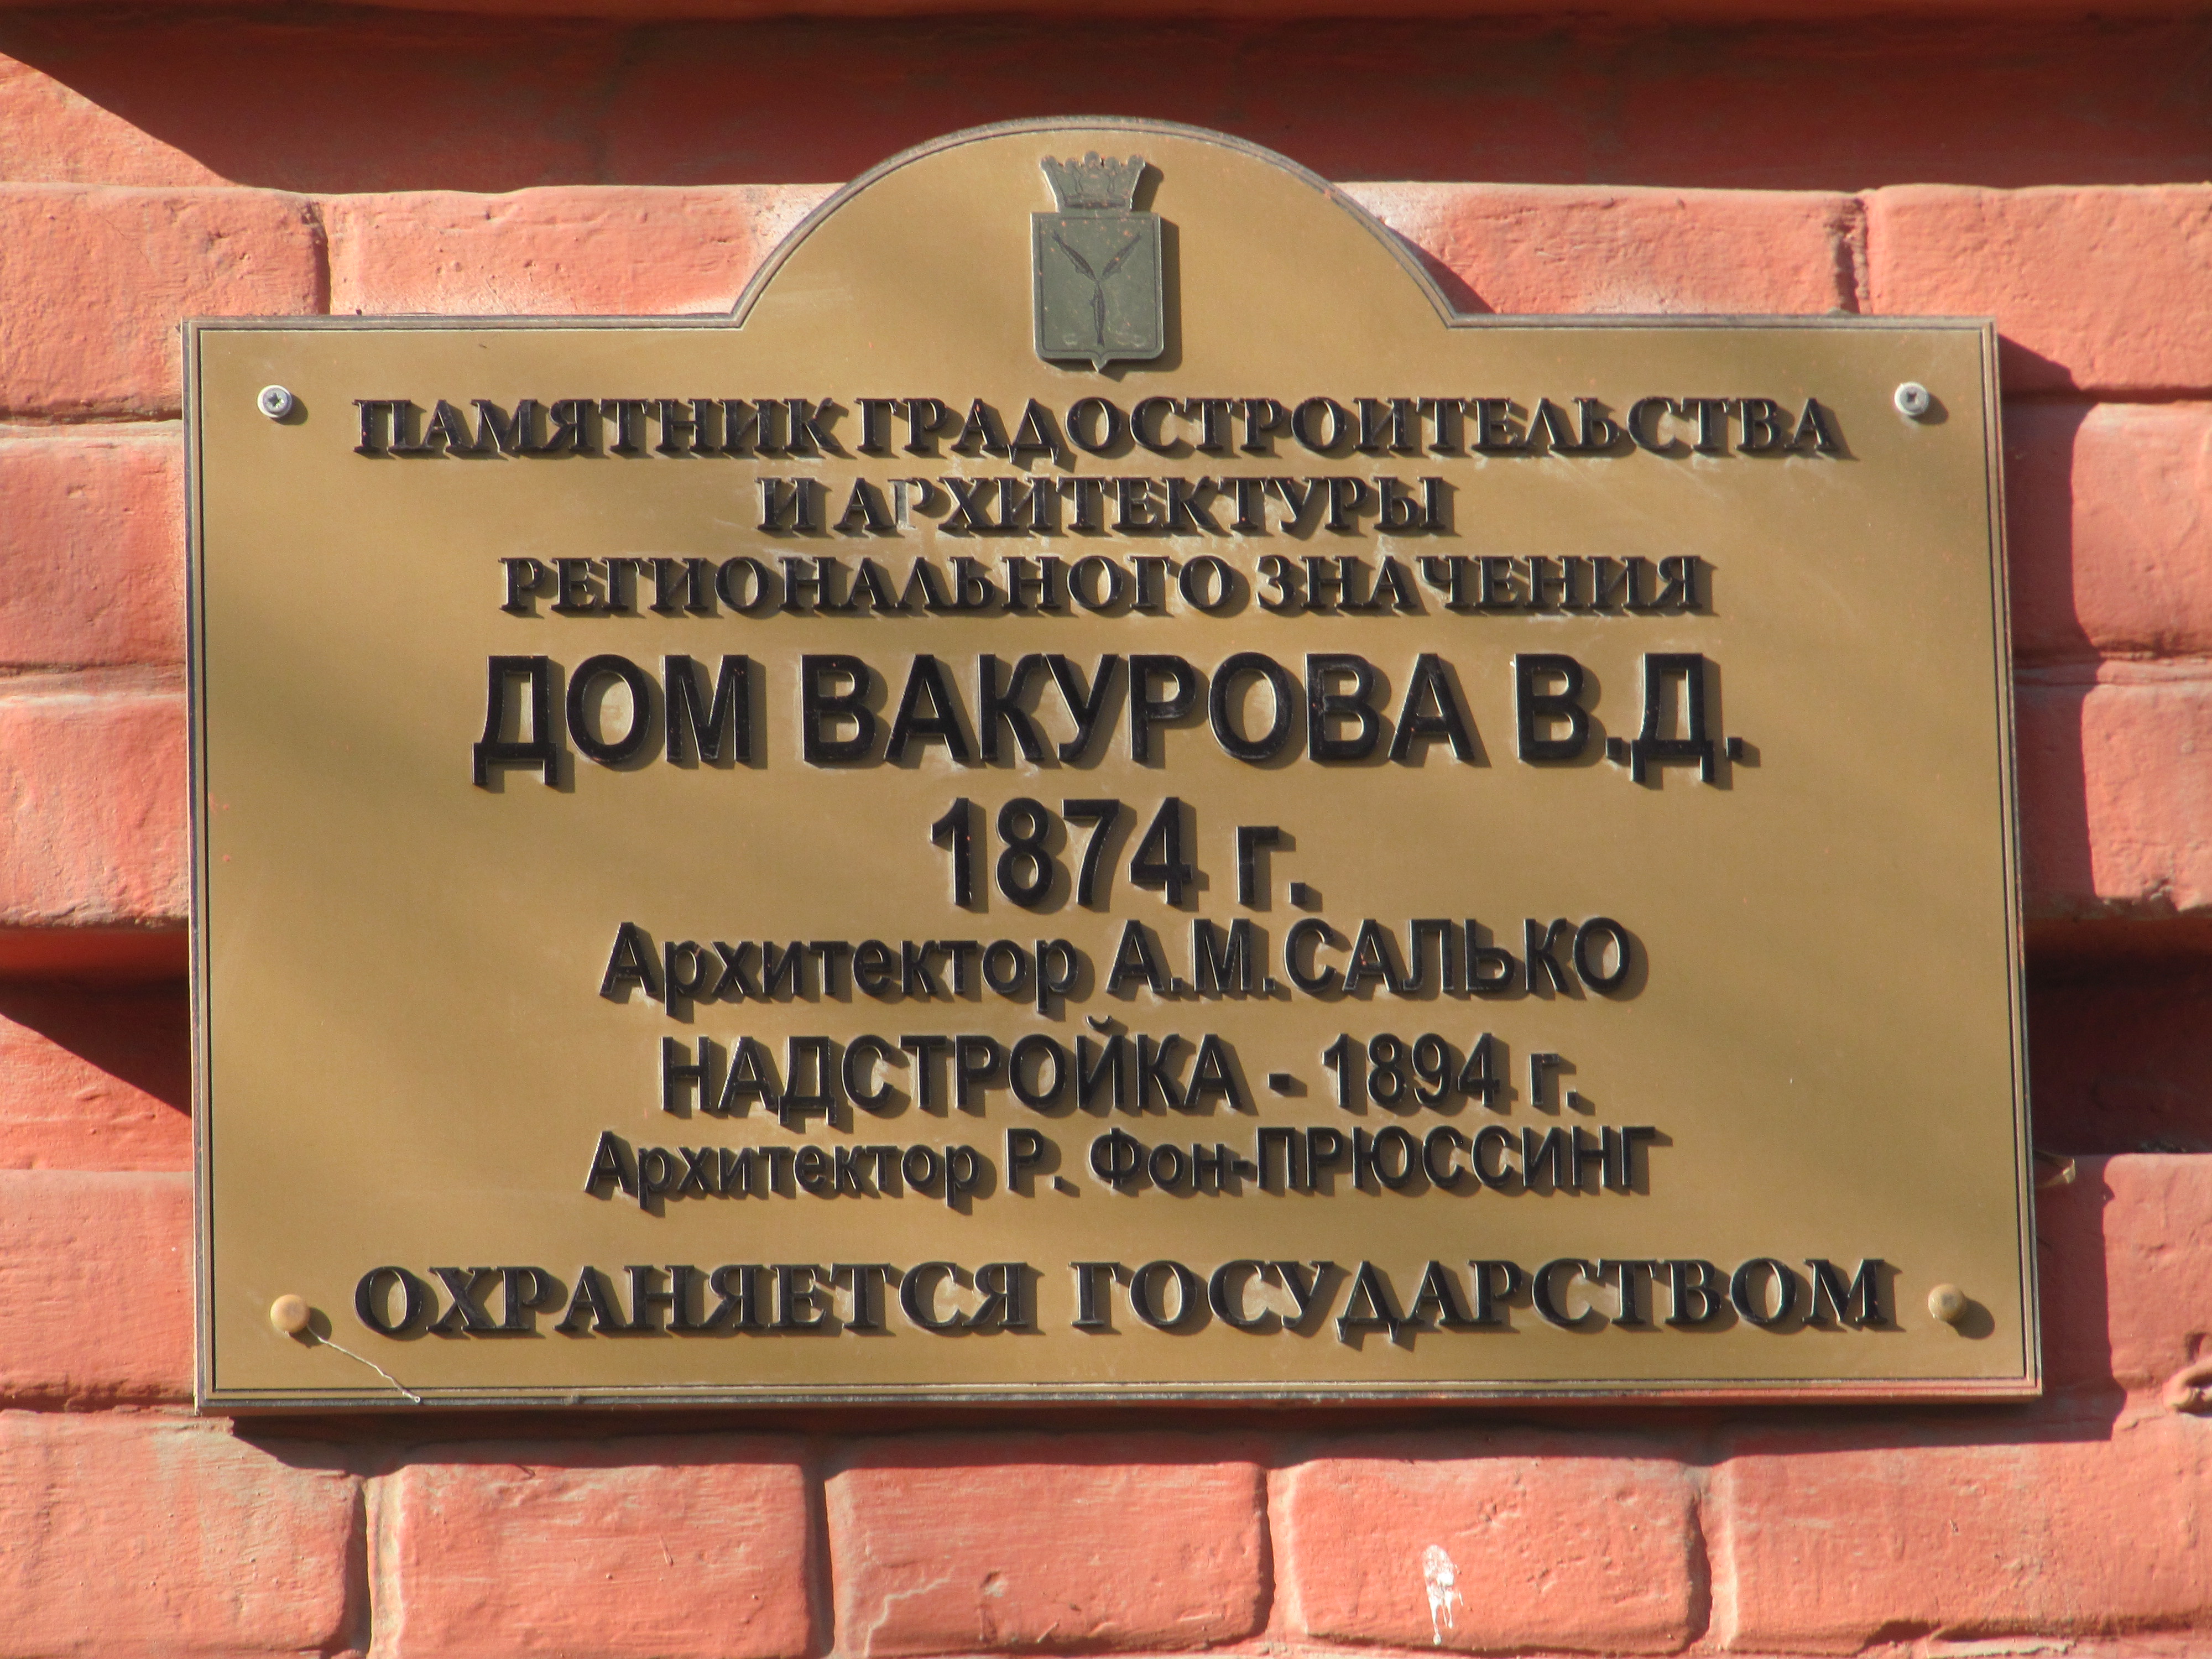 ПАМЯТНИК ГРАДОСТРОИТЕЛЬСТВА
И АРХИТЕКТУРЫ
РЕГИОНАЛЬНОГО ЗНАЧЕНИЯ
ДОМ ВАКУРОВА В.Д.
1874 г.
Архитектор А.М.САЛЬКО
НАДСТРОЙКА - 1894 г.
Архитектор Р. Фон-ПРЮССИНГ
ОХРАНЯЕТСЯ ГОСУДАРСТВОМ